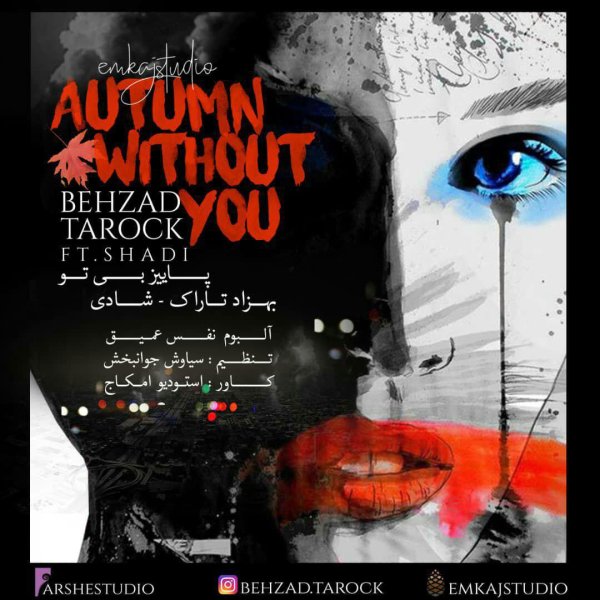 emkajstudio
AUTUMN
WITHOUT
YOU
BEHZAD
TAROCK
FT.SHADI
پاییز بی تو
بهزاد تاراک - شادی
آلبوم نفس عمیق
تنظیم : سیاوش جوانبخش
کاور : استودیو امکاج
PARSHESTUDIO
BEHZAD.TAROCK
EMKAJSTUDIO